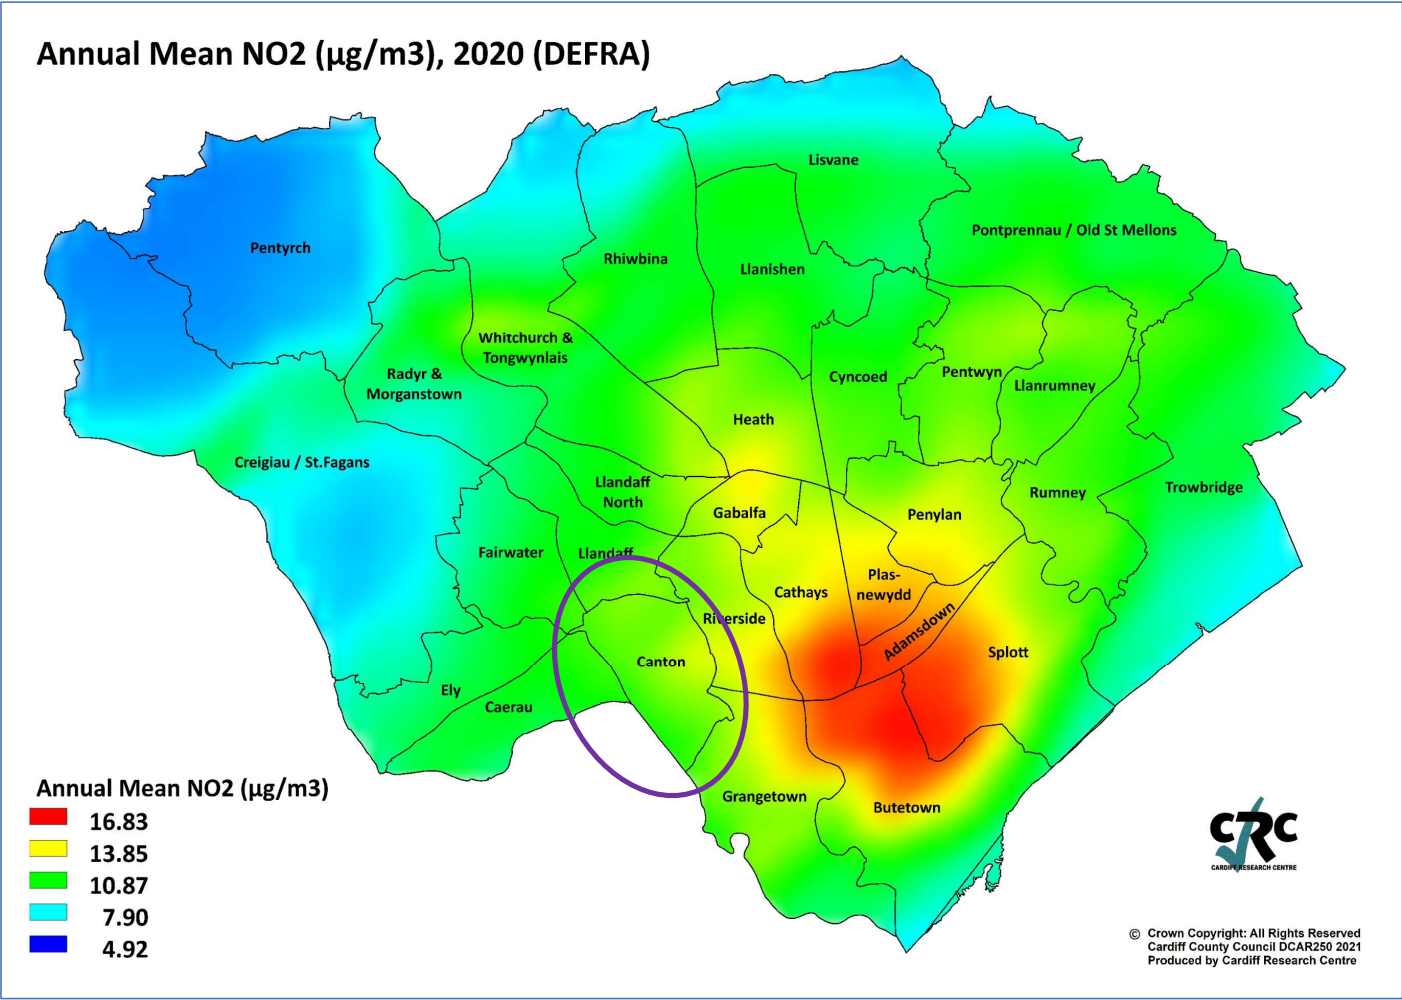 Annual Mean NO2 (µg/m3), 2020 (DEFRA)
Lisvane
Pontprennau / Old St Mellons
Pentyrch
Rhiwbina
Llanishen
Whitchurch &
Tongwynlais
Radyr &
Morganstown
Cyncoed
Pentwyn
Llanrumney
Heath
Creigiau / St.Fagans
Llandaff
North
Gabalfa
Rumney
Trowbridge
Penylan
Fairwater
Llandaff
Cathays
Plas-
newydd
Riverside
Adamsdown
Canton
Splott
Ely
Caerau
Grangetown
Butetown
Annual Mean NO2 (µg/m3)
16.83
13.85
10.87
7.90
4.92
CRC
CARDIFF RESEARCH CENTRE
© Crown Copyright: All Rights Reserved
Cardiff County Council DCAR250 2021
Produced by Cardiff Research Centre